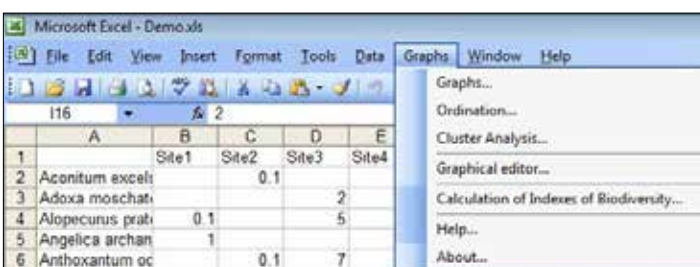 Microsoft Excel - Demo.xls
File Edit View Insert Format Tools Data Graphs Window Help
Graphs...
Ordination...
Cluster Analysis...
Graphical editor...
Calculation of Indexes of Biodiversity...
Help...
About...
I16 fx 2
A B C D E
1 Site1 Site2 Site3 Site4
2 Aconitum excels 0.1
3 Adoxa moschat 2
4 Alopecurus prat 0.1 5
5 Angelica archan 1
6 Anthoxantum oc 0.1 7